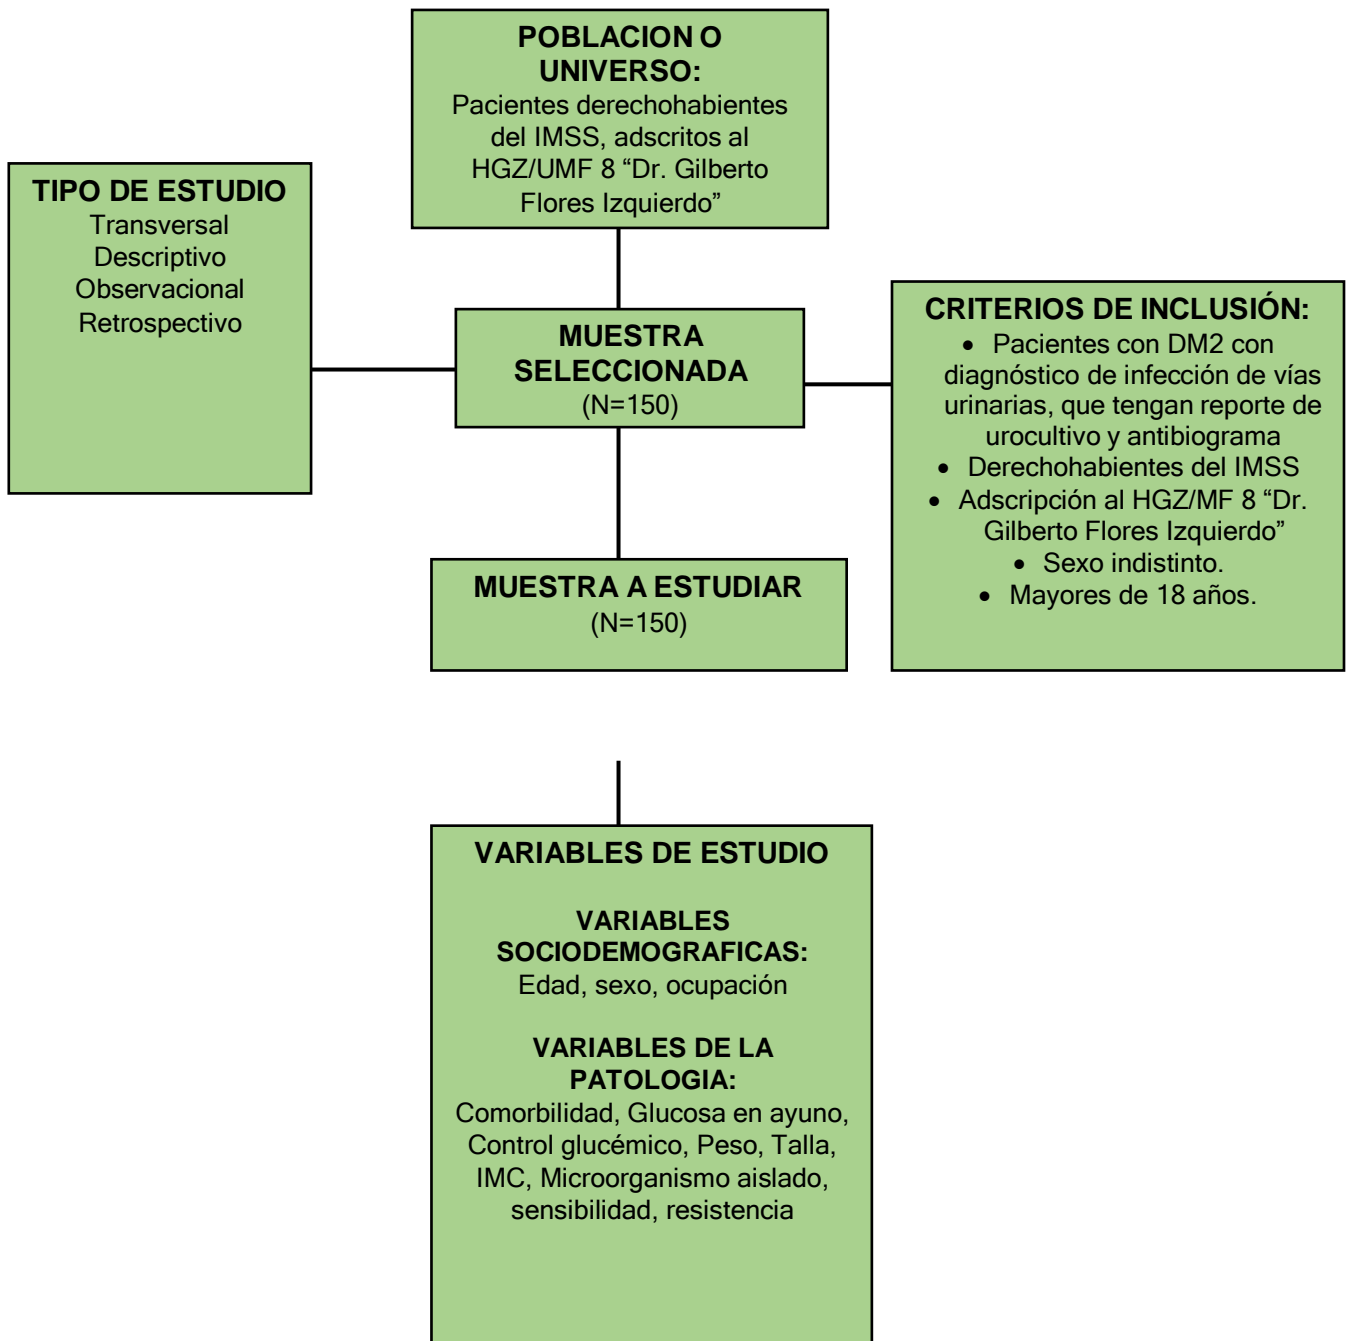 POBLACION O
UNIVERSO:
Pacientes derechohabientes
del IMSS, adscritos al
HGZ/UMF 8 “Dr. Gilberto
Flores Izquierdo”
TIPO DE ESTUDIO
Transversal
Descriptivo
Observacional
Retrospectivo
MUESTRA
SELECCIONADA
(N=150)
CRITERIOS DE INCLUSIÓN:
• Pacientes con DM2 con
diagnóstico de infección de vías
urinarias, que tengan reporte de
urocultivo y antibiograma
• Derechohabientes del IMSS
• Adscripción al HGZ/MF 8 “Dr.
Gilberto Flores Izquierdo”
• Sexo indistinto.
• Mayores de 18 años.
MUESTRA A ESTUDIAR
(N=150)
VARIABLES DE ESTUDIO
VARIABLES
SOCIODEMOGRAFICAS:
Edad, sexo, ocupación
VARIABLES DE LA
PATOLOGIA:
Comorbilidad, Glucosa en ayuno,
Control glucémico, Peso, Talla,
IMC, Microorganismo aislado,
sensibilidad, resistencia